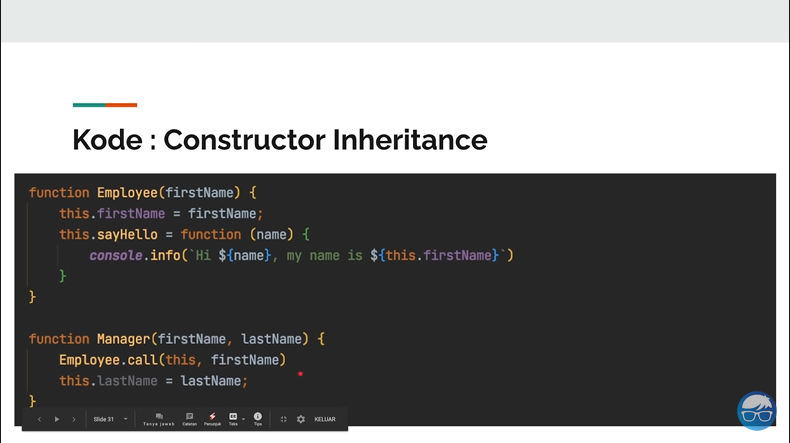 Kode : Constructor Inheritance
function Employee(firstName) {
    this.firstName = firstName;
    this.sayHello = function (name) {
        console.info(`Hi ${name}, my name is ${this.firstName}`)
    }
}
function Manager(firstName, lastName) {
    Employee.call(this, firstName)
    this.lastName = lastName;
}
Slide 31
Tanya jawab
Catatan
Penunjuk
Teks
Tips
KELUAR